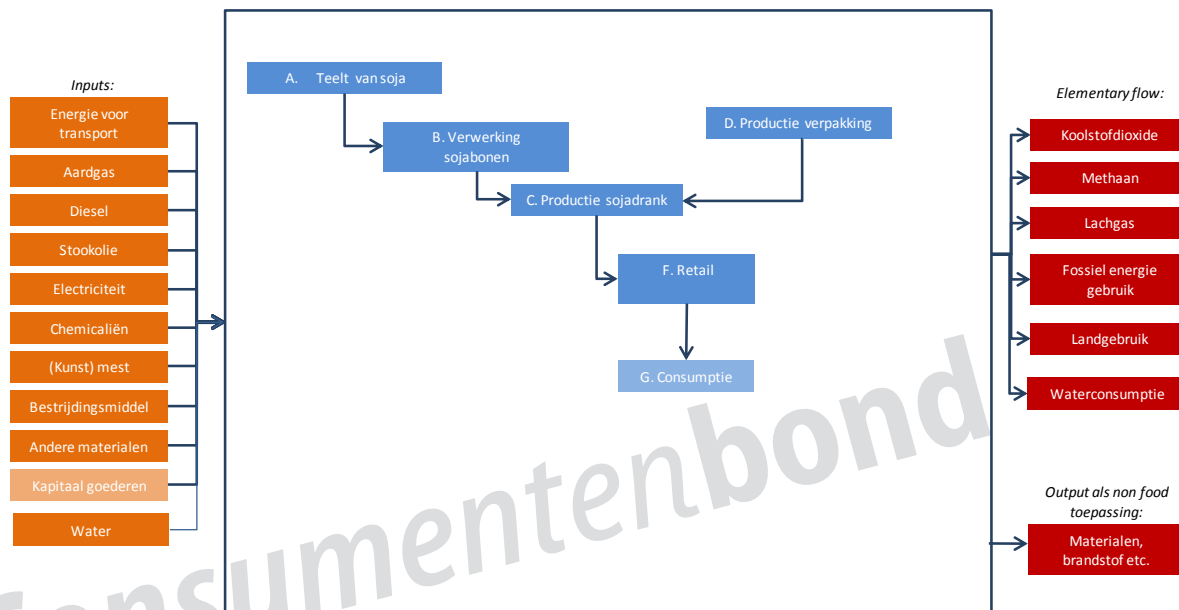 Inputs:
Energie voor
transport
Aardgas
Diesel
Stookolie
Electriciteit
Chemicaliën
(Kunst) mest
Bestrijdingsmiddel
Andere materialen
Kapitaal goederen
Water
A. Teelt van soja
B. Verwerking
sojabonen
D. Productie verpakking
C. Productie sojadrank
F. Retail
G. Consumptie
Elementary flow:
Koolstofdioxide
Methaan
Lachgas
Fossiel energie
gebruik
Landgebruik
Waterconsumptie
Output als non food
toepassing:
Materialen,
brandstof etc.
consumentenbond